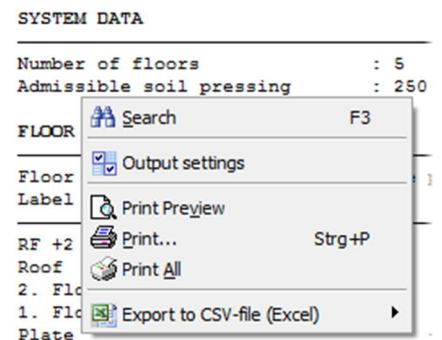 SYSTEM DATA
Number of floors : 5
Admissible soil pressing : 250
Search F3
FLOOR
Output settings
Floor
Label
Print Preview
RF +2
Print... Strg+P
Roof
Print All
2. Flo
1. Flo
Export to CSV-file (Excel)
Plate